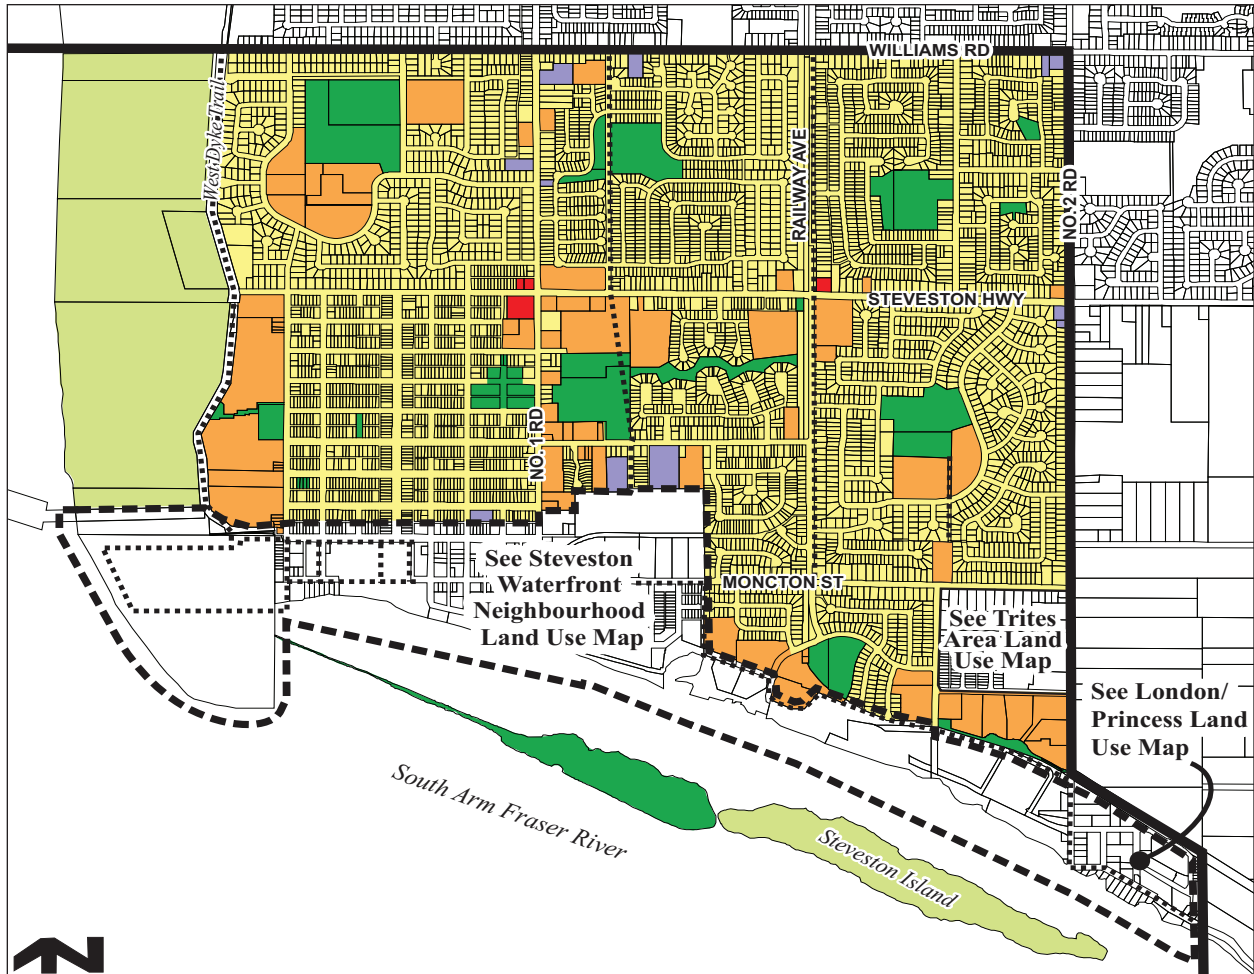 WILLIAMS RD
West Dyke Trail
RAILWAY AVE
NO. 2 RD
STEVESTON HWY
NO. 1 RD
See Steveston
Waterfront
Neighbourhood
Land Use Map
MONCTON ST
See Trites
Area Land
Use Map
See London/
Princess Land
Use Map
South Arm Fraser River
Steveston Island
N